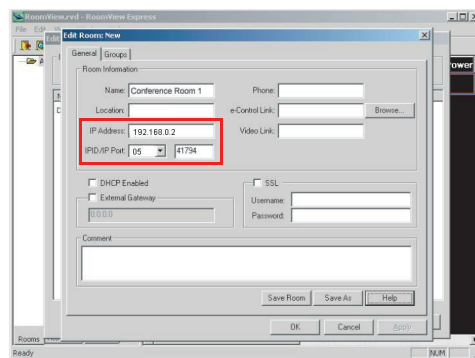 RoomView.rvd - RoomView Express
File Edit
Edit Room: New
General Groups
Room Information
Name: Conference Room 1 Phone:
Location: e-Control Link: Browse...
IP Address: 192.168.0.2 Video Link:
IPID/IP Port: 05 41794
DHCP Enabled SSL
External Gateway Username:
0.0.0.0 Password:
Comment
Save Room Save As Help
OK Cancel Apply
Rooms
Ready NUM